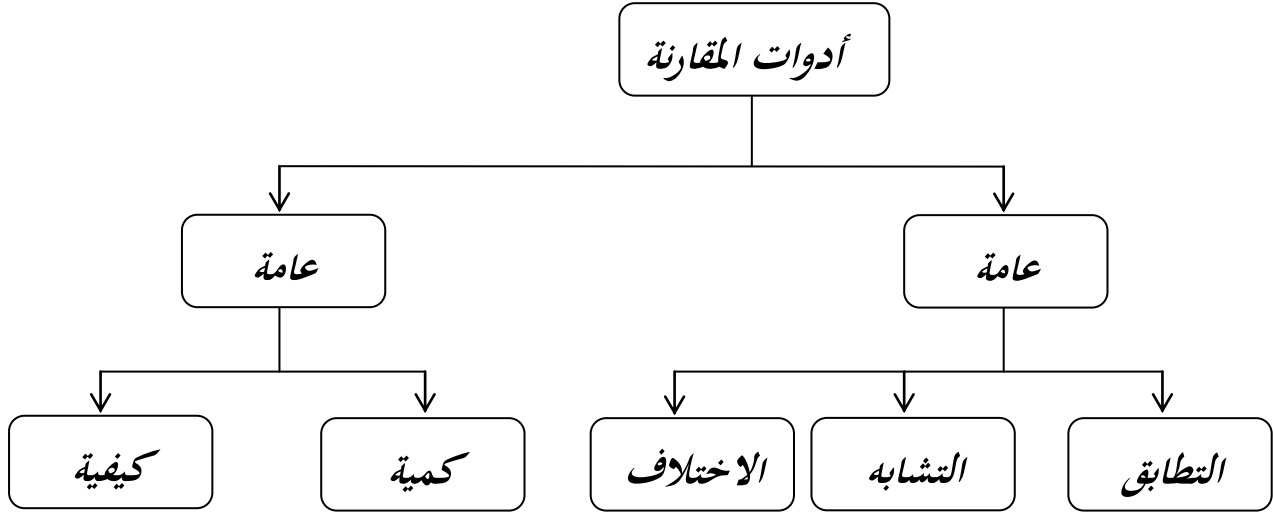 أدوات المقارنة
عامة
عامة
التطابق
التشابه
الاختلاف
كمية
كيفية